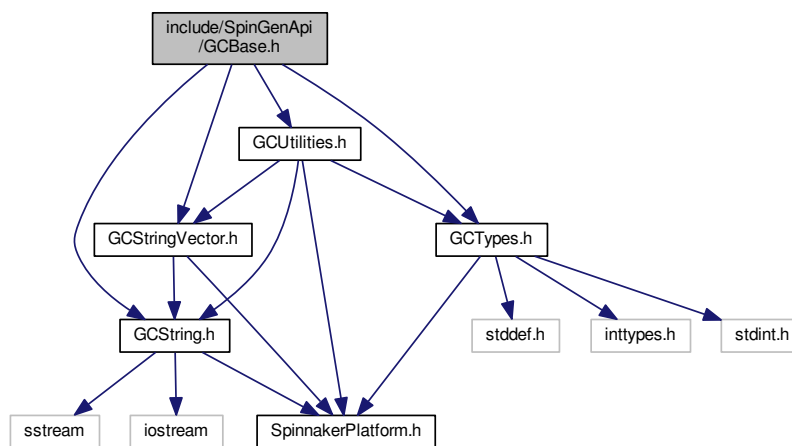 include/SpinGenApi
/GCBase.h
GCUtilities.h
GCStringVector.h
GCTypes.h
GCString.h
stddef.h
inttypes.h
stdint.h
sstream
iostream
SpinnakerPlatform.h